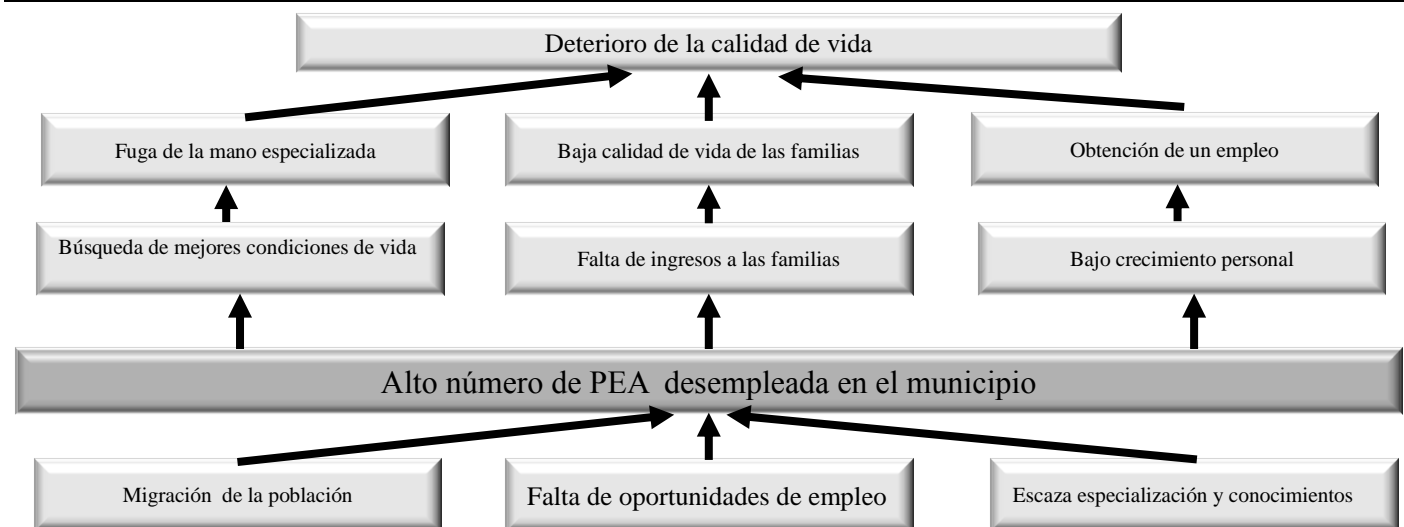 Deterioro de la calidad de vida
Fuga de la mano especializada
Baja calidad de vida de las familias
Obtención de un empleo
Búsqueda de mejores condiciones de vida
Falta de ingresos a las familias
Bajo crecimiento personal
Alto número de PEA desempleada en el municipio
Migración de la población
Falta de oportunidades de empleo
Escaza especialización y conocimientos